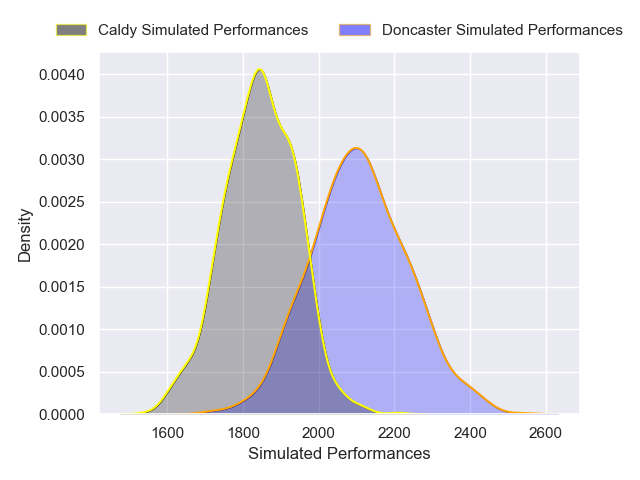 Caldy Simulated Performances Doncaster Simulated Performances
0.0040
0.0035
0.0030
0.0025
0.0020
0.0015
0.0010
0.0005
0.0000
Density
1600 1800 2000 2200 2400 2600
Simulated Performances